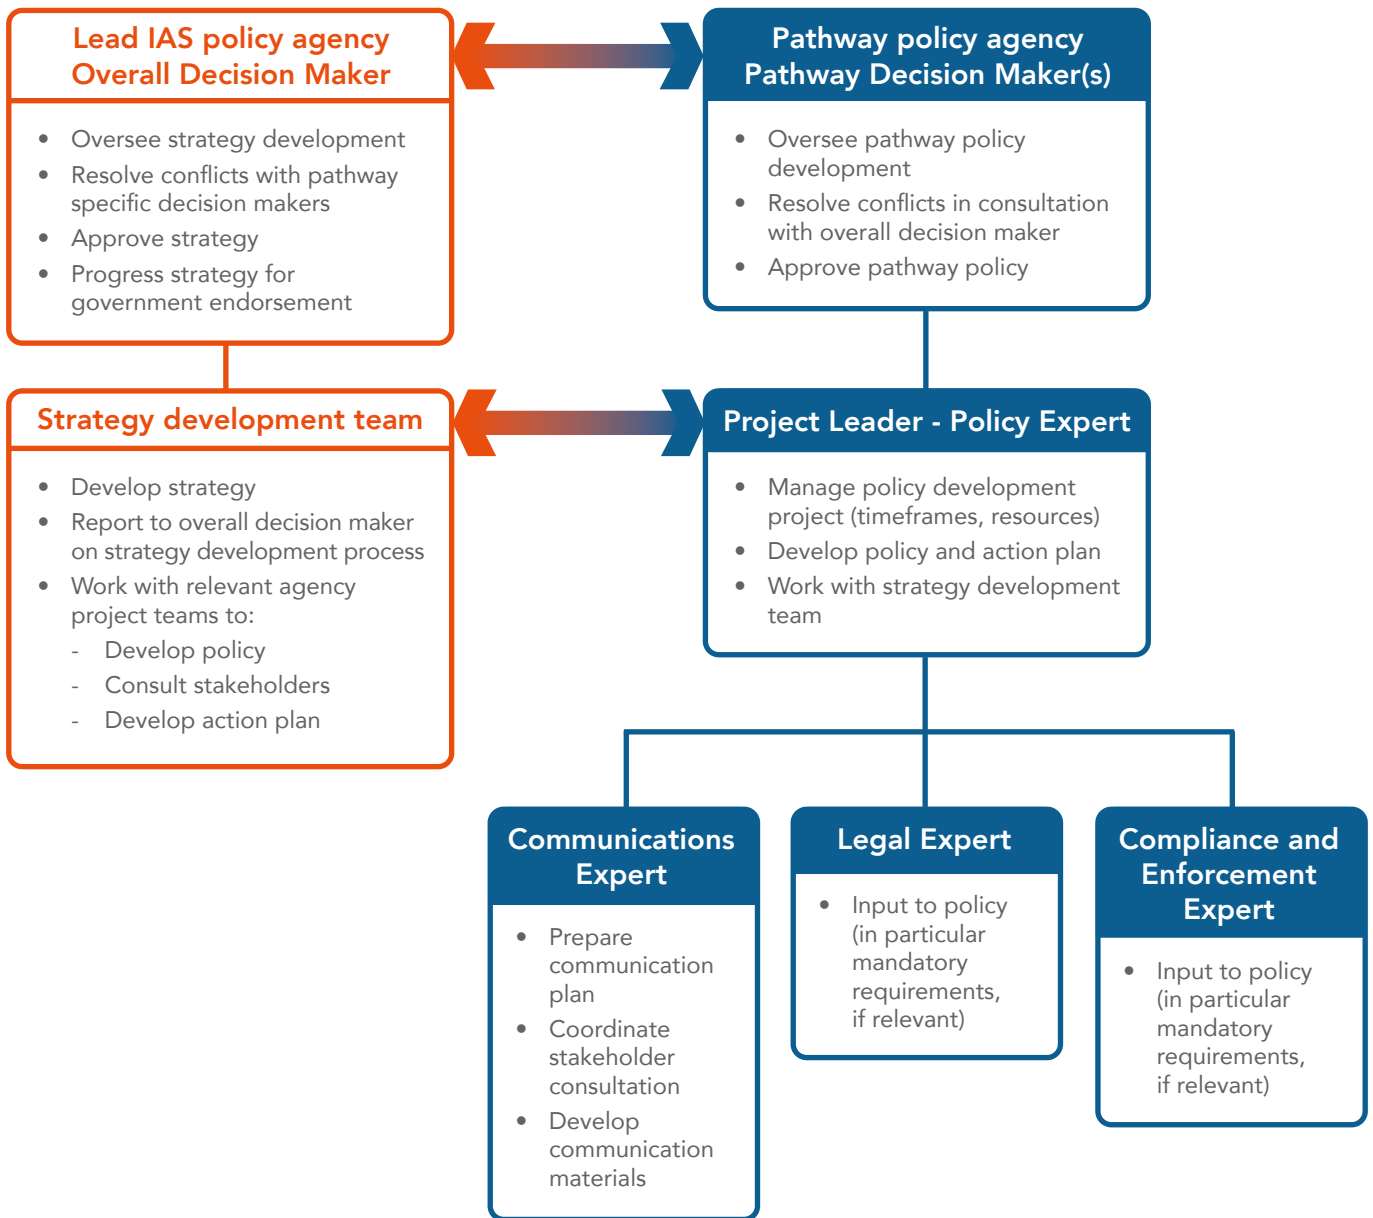 Lead IAS policy agency
Overall Decision Maker
• Oversee strategy development
• Resolve conflicts with pathway
specific decision makers
• Approve strategy
• Progress strategy for
government endorsement
Pathway policy agency
Pathway Decision Maker(s)
• Oversee pathway policy
development
• Resolve conflicts in consultation
with overall decision maker
• Approve pathway policy
Strategy development team
• Develop strategy
• Report to overall decision maker
on strategy development process
• Work with relevant agency
project teams to:
- Develop policy
- Consult stakeholders
- Develop action plan
Project Leader - Policy Expert
• Manage policy development
project (timeframes, resources)
• Develop policy and action plan
• Work with strategy development
team
Communications
Expert
• Prepare
communication
plan
• Coordinate
stakeholder
consultation
• Develop
communication
materials
Legal Expert
• Input to policy
(in particular
mandatory
requirements,
if relevant)
Compliance and
Enforcement
Expert
• Input to policy
(in particular
mandatory
requirements,
if relevant)